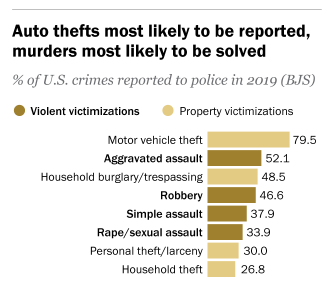 Auto thefts most likely to be reported,
murders most likely to be solved
% of U.S. crimes reported to police in 2019 (BJS)
Violent victimizations Property victimizations
Motor vehicle theft 79.5
Aggravated assault 52.1
Household burglary/trespassing 48.5
Robbery 46.6
Simple assault 37.9
Rape/sexual assault 33.9
Personal theft/larceny 30.0
Household theft 26.8